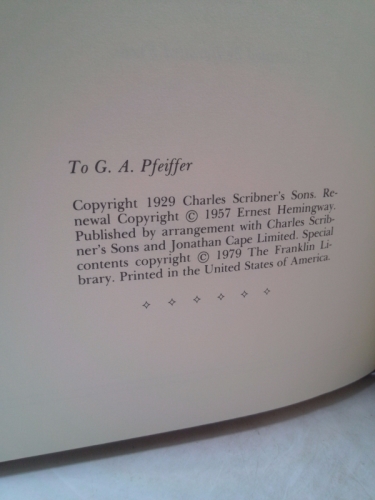 To G. A. Pfeiffer
Copyright 1929 Charles Scribner's Sons. Re-
newal Copyright © 1957 Ernest Hemingway.
Published by arrangement with Charles Scrib-
ner's Sons and Jonathan Cape Limited. Special
contents copyright © 1979 The Franklin Li-
brary. Printed in the United States of America.